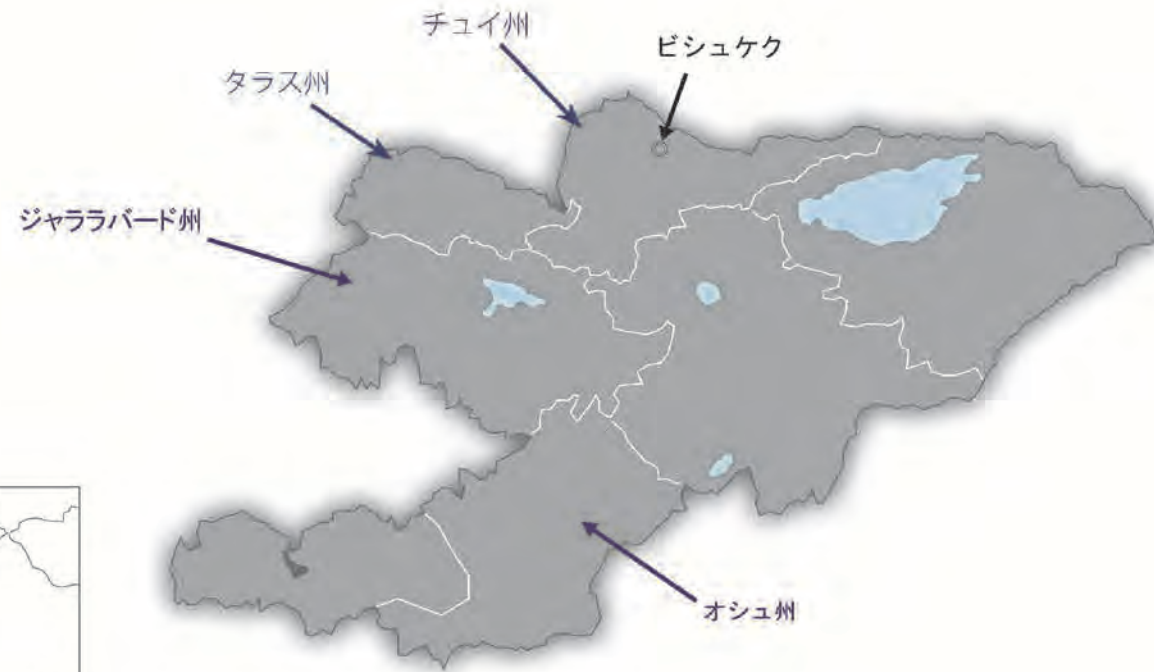 チュイ州
ビシュケク
タラス州
ジャララバード州
オシュ州